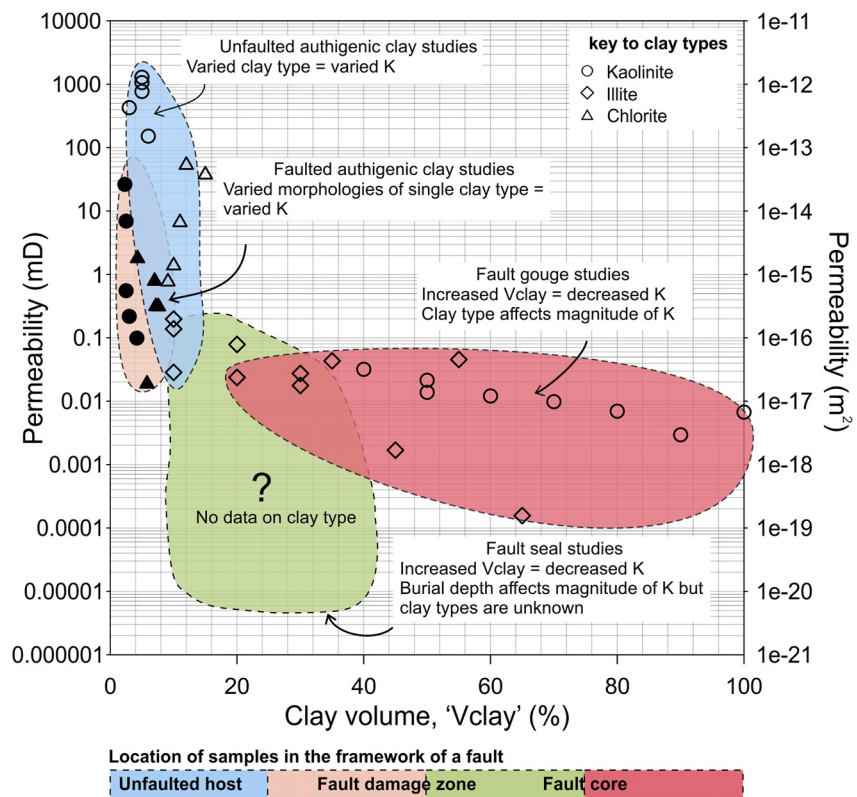 10000
1000
100
10
1
0.1
0.01
0.001
0.0001
0.00001
0.000001
Permeability (mD)
1e-11
1e-12
1e-13
1e-14
1e-15
1e-16
1e-17
1e-18
1e-19
1e-20
1e-21
Permeability (m²)
Unfaulted authigenic clay studies
Varied clay type = varied K
key to clay types
Kaolinite
Illite
Chlorite
Faulted authigenic clay studies
Varied morphologies of single clay type =
varied K
Fault gouge studies
Increased Vclay = decreased K
Clay type affects magnitude of K
?
No data on clay type
Fault seal studies
Increased Vclay = decreased K
Burial depth affects magnitude of K but
clay types are unknown
0 20 40 60 80 100
Clay volume, ‘Vclay’ (%)
Location of samples in the framework of a fault
Unfaulted host Fault damage zone Fault core